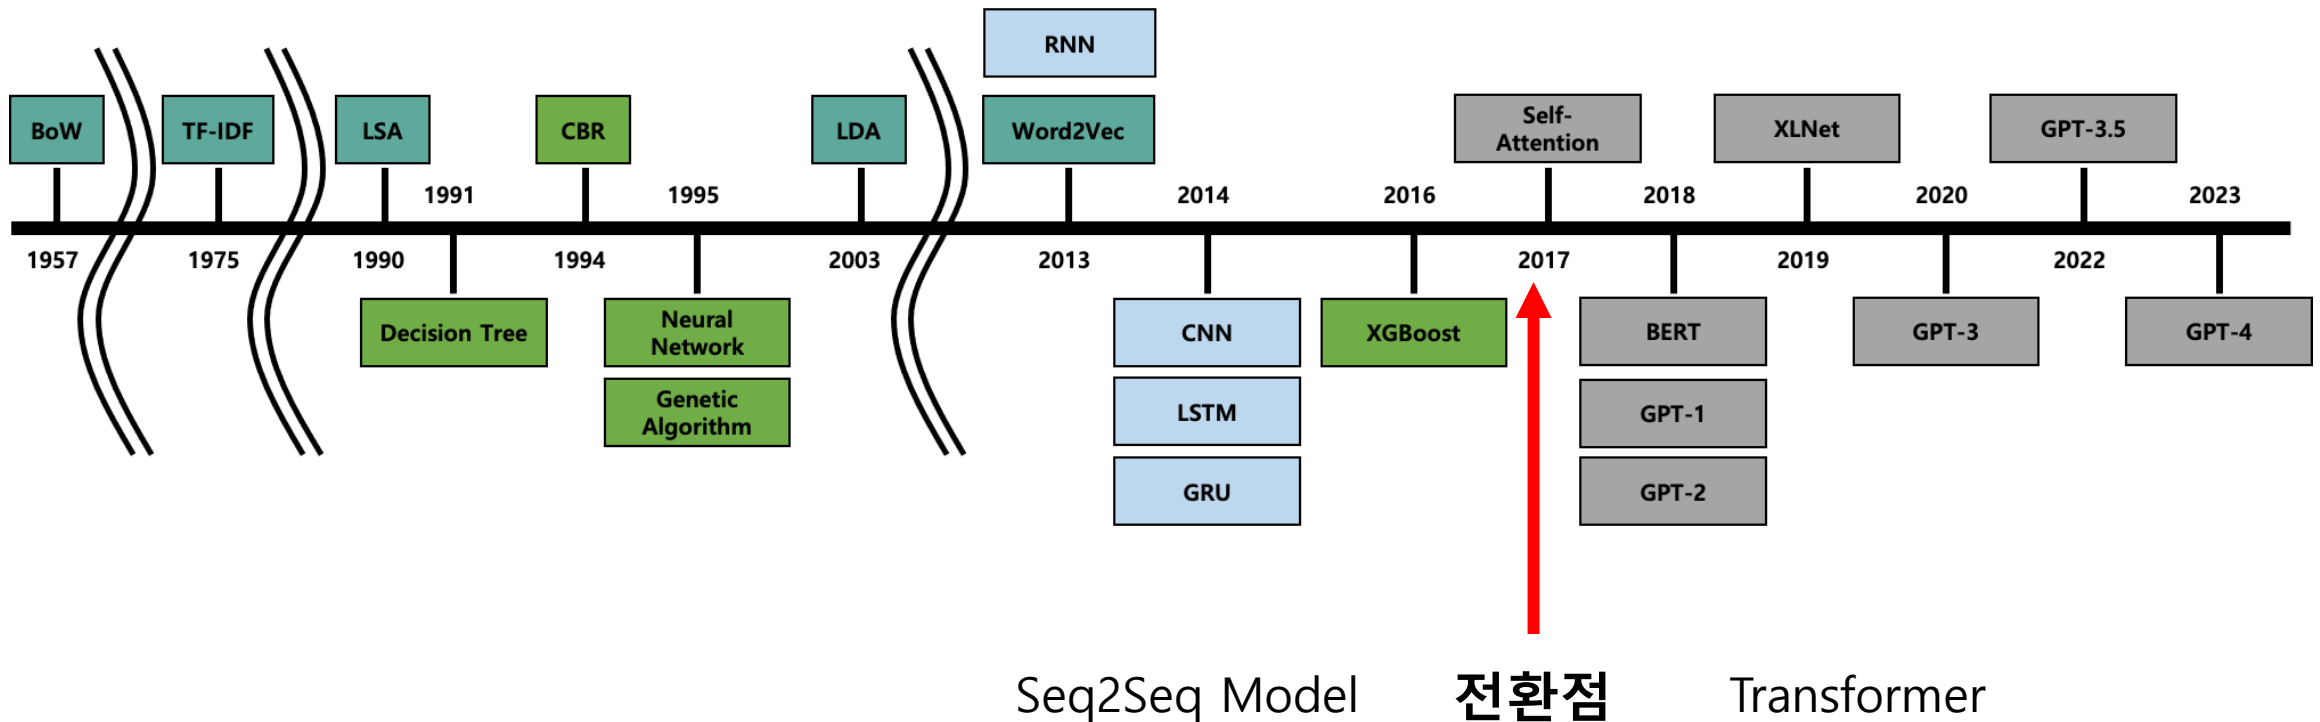 RNN
BoW
TF-IDF
LSA
CBR
LDA
Word2Vec
Self-
Attention
XLNet
GPT-3.5
1991
1995
2014
2016
2018
2020
2023
1957
1975
1990
1994
2003
2013
2017
2019
2022
Decision Tree
Neural
Network
Genetic
Algorithm
CNN
LSTM
GRU
XGBoost
BERT
GPT-1
GPT-2
GPT-3
GPT-4
Seq2Seq Model
전환점
Transformer